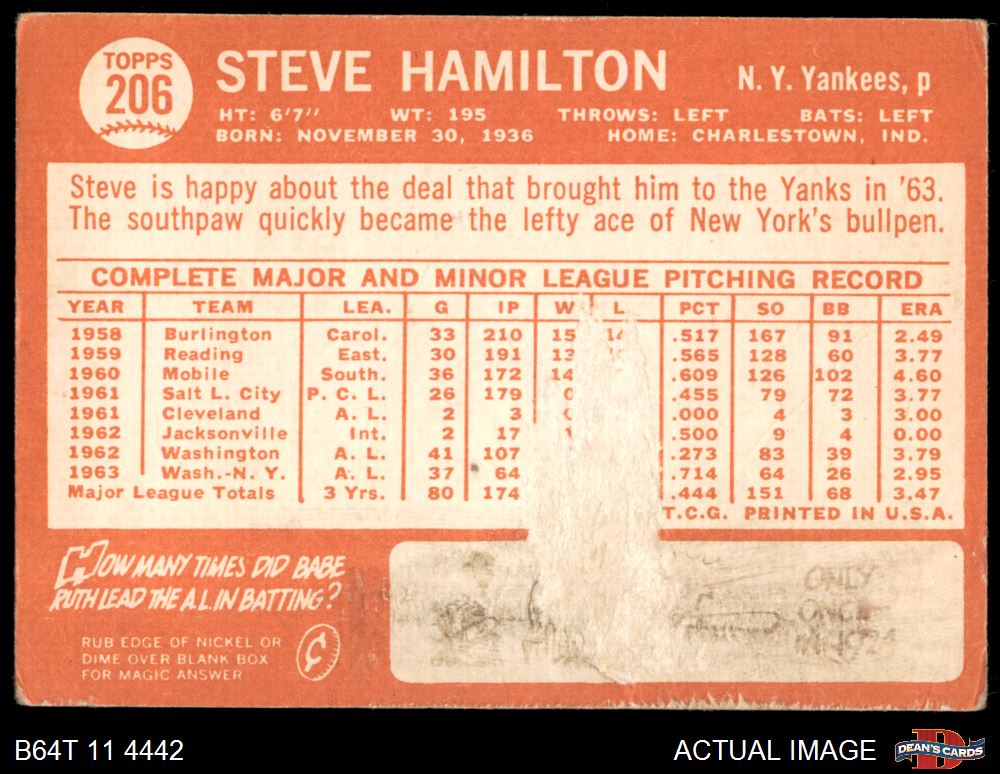 TOPPS
206
STEVE HAMILTON
N. Y. Yankees, p
HT: 6'7" WT: 195 THROWS: LEFT BATS: LEFT
BORN: NOVEMBER 30, 1936 HOME: CHARLESTOWN, IND.
Steve is happy about the deal that brought him to the Yanks in '63.
The southpaw quickly became the lefty ace of New York's bullpen.
COMPLETE MAJOR AND MINOR LEAGUE PITCHING RECORD
YEAR TEAM LEA. G IP W L PCT SO BB ERA
1958 Burlington Carol. 33 210 15 14 .517 167 91 2.49
1959 Reading East. 30 191 13 .565 128 60 3.77
1960 Mobile South. 36 172 14 .609 126 102 4.60
1961 Salt L. City P. C. L. 26 179 .455 79 72 3.77
1961 Cleveland A. L. 2 3 .000 4 3 3.00
1962 Jacksonville Int. 2 17 .500 9 4 0.00
1962 Washington A. L. 41 107 .273 83 39 3.79
1963 Wash.-N. Y. A. L. 37 64 .714 64 26 2.95
Major League Totals 3 Yrs. 80 174 .444 151 68 3.47
T.C.G. PRINTED IN U.S.A.
HOW MANY TIMES DID BABE
RUTH LEAD THE A.L. IN BATTING?
RUB EDGE OF NICKEL OR
DIME OVER BLANK BOX
FOR MAGIC ANSWER
¢
ONLY
ONCE
IN 1924
B64T 11 4442
ACTUAL IMAGE
DEAN'S CARDS